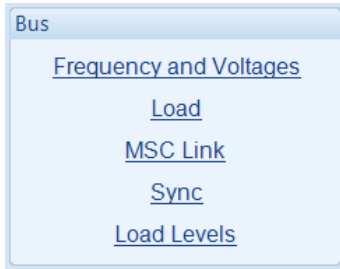 Bus
Frequency and Voltages
Load
MSC Link
Sync
Load Levels